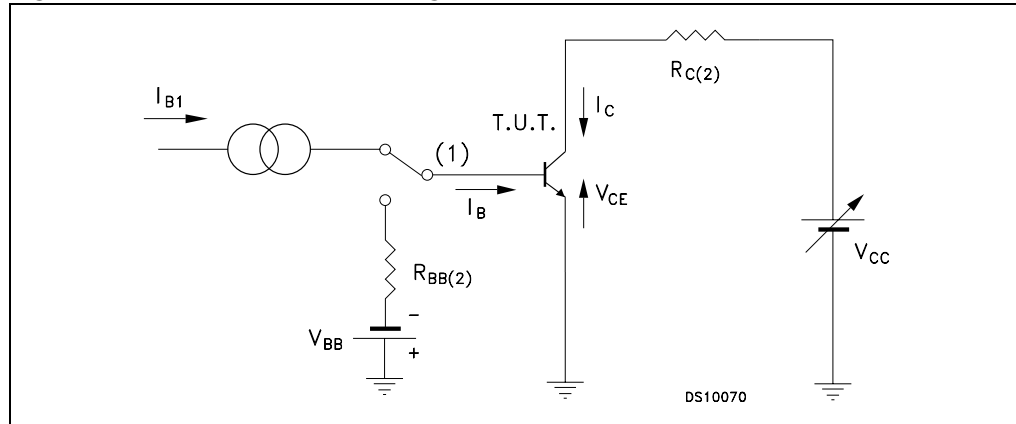 R_C(2)
I_B1
I_C
T.U.T.
(1)
I_B
V_CE
V_CC
R_BB(2)
−
V_BB
+
DS10070